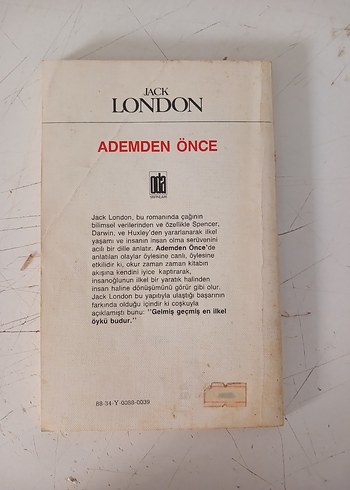 JACK
LONDON
ADEMDEN ÖNCE
oda
YAYINLARI
Jack London, bu romanında çağının
bilimsel verilerinden ve özellikle Spencer,
Darwin, ve Huxley'den yararlanarak ilkel
yaşamı ve insanın insan olma serüvenini
acılı bir dille anlatır. Ademden Önce'de
anlatılan olaylar öylesine canlı, öylesine
etkilidir ki, okur zaman zaman kitabın
akışına kendini iyice kaptırarak,
insanoğlunun ilkel bir yaratık halinden
insan haline dönüşümünü görür gibi olur.
Jack London bu yapıtıyla ulaştığı başarının
farkında olduğu içindir ki coşkuyla
açıklamıştı bunu: "Gelmiş geçmiş en ilkel
öykü budur."
88-34-Y-0089-0039